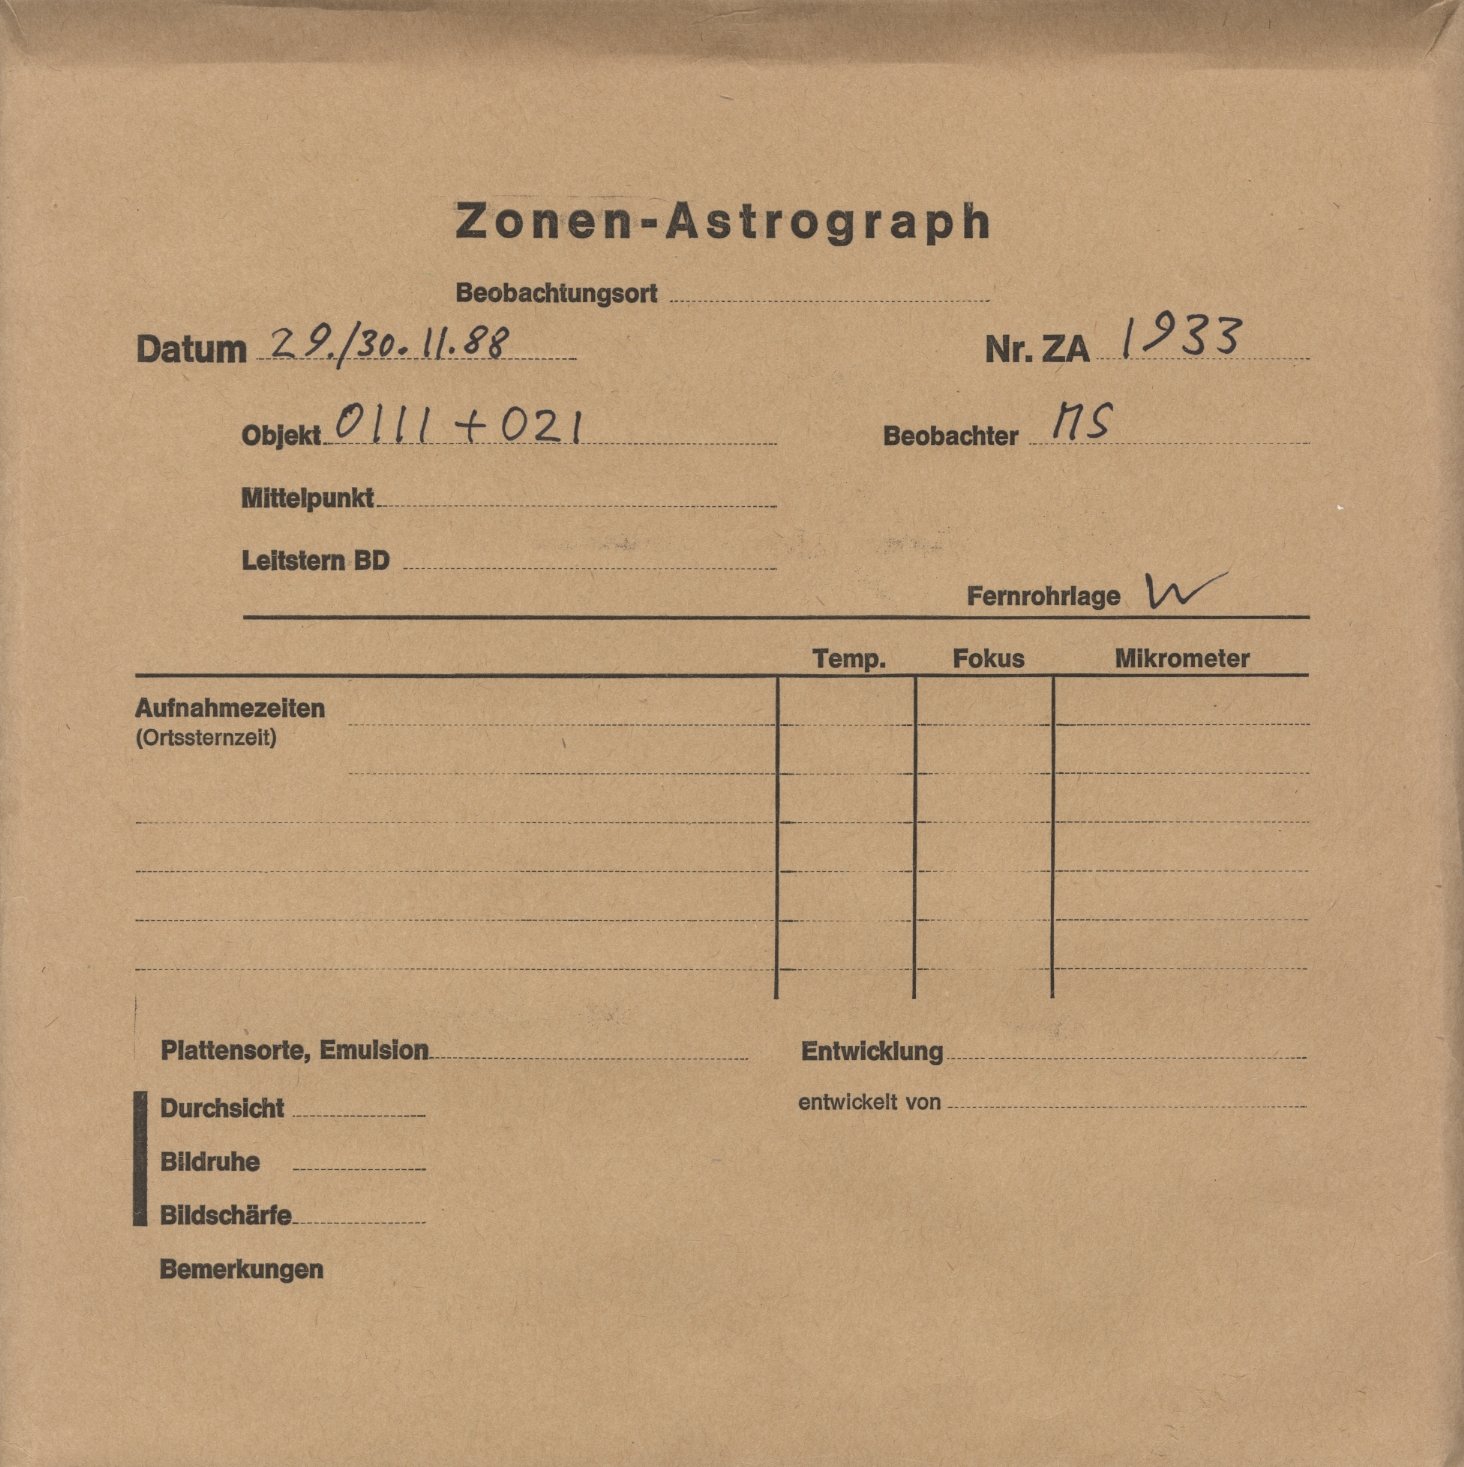 Zonen-Astrograph
Beobachtungsort
Datum 29./30.11.88 Nr. ZA 1933
Objekt 0111 + 021 Beobachter MS
Mittelpunkt
Leitstern BD
Fernrohrlage W
Temp. Fokus Mikrometer
Aufnahmezeiten
(Ortssternzeit)
Plattensorte, Emulsion Entwicklung
Durchsicht entwickelt von
Bildruhe
Bildschärfe
Bemerkungen